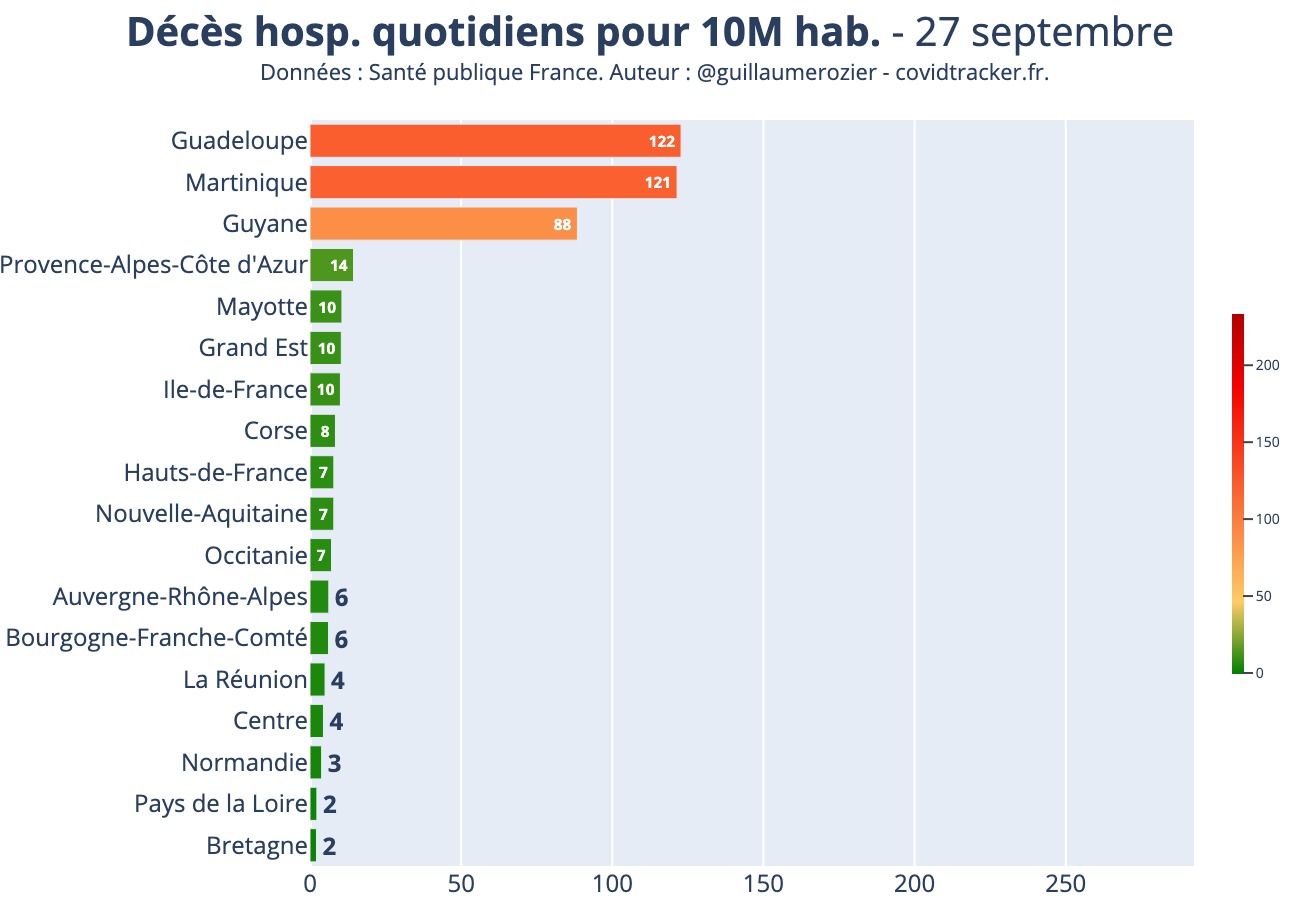 Décès hosp. quotidiens pour 10M hab. - 27 septembre
Données : Santé publique France. Auteur : @guillaumerozier - covidtracker.fr.
Guadeloupe 122
Martinique 121
Guyane 88
Provence-Alpes-Côte d'Azur 14
Mayotte 10
Grand Est 10
Ile-de-France 10
Corse 8
Hauts-de-France 7
Nouvelle-Aquitaine 7
Occitanie 7
Auvergne-Rhône-Alpes 6
Bourgogne-Franche-Comté 6
La Réunion 4
Centre 4
Normandie 3
Pays de la Loire 2
Bretagne 2
0 50 100 150 200 250
200
150
100
50
0